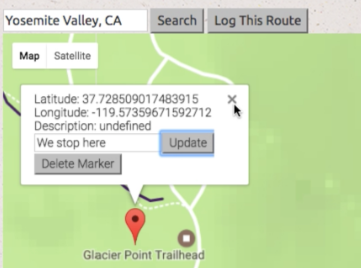 Yosemite Valley, CA Search Log This Route
Map Satellite
Latitude: 37.728509017483915
Longitude: -119.57359671592712
Description: undefined
We stop here Update
Delete Marker
Glacier Point Trailhead